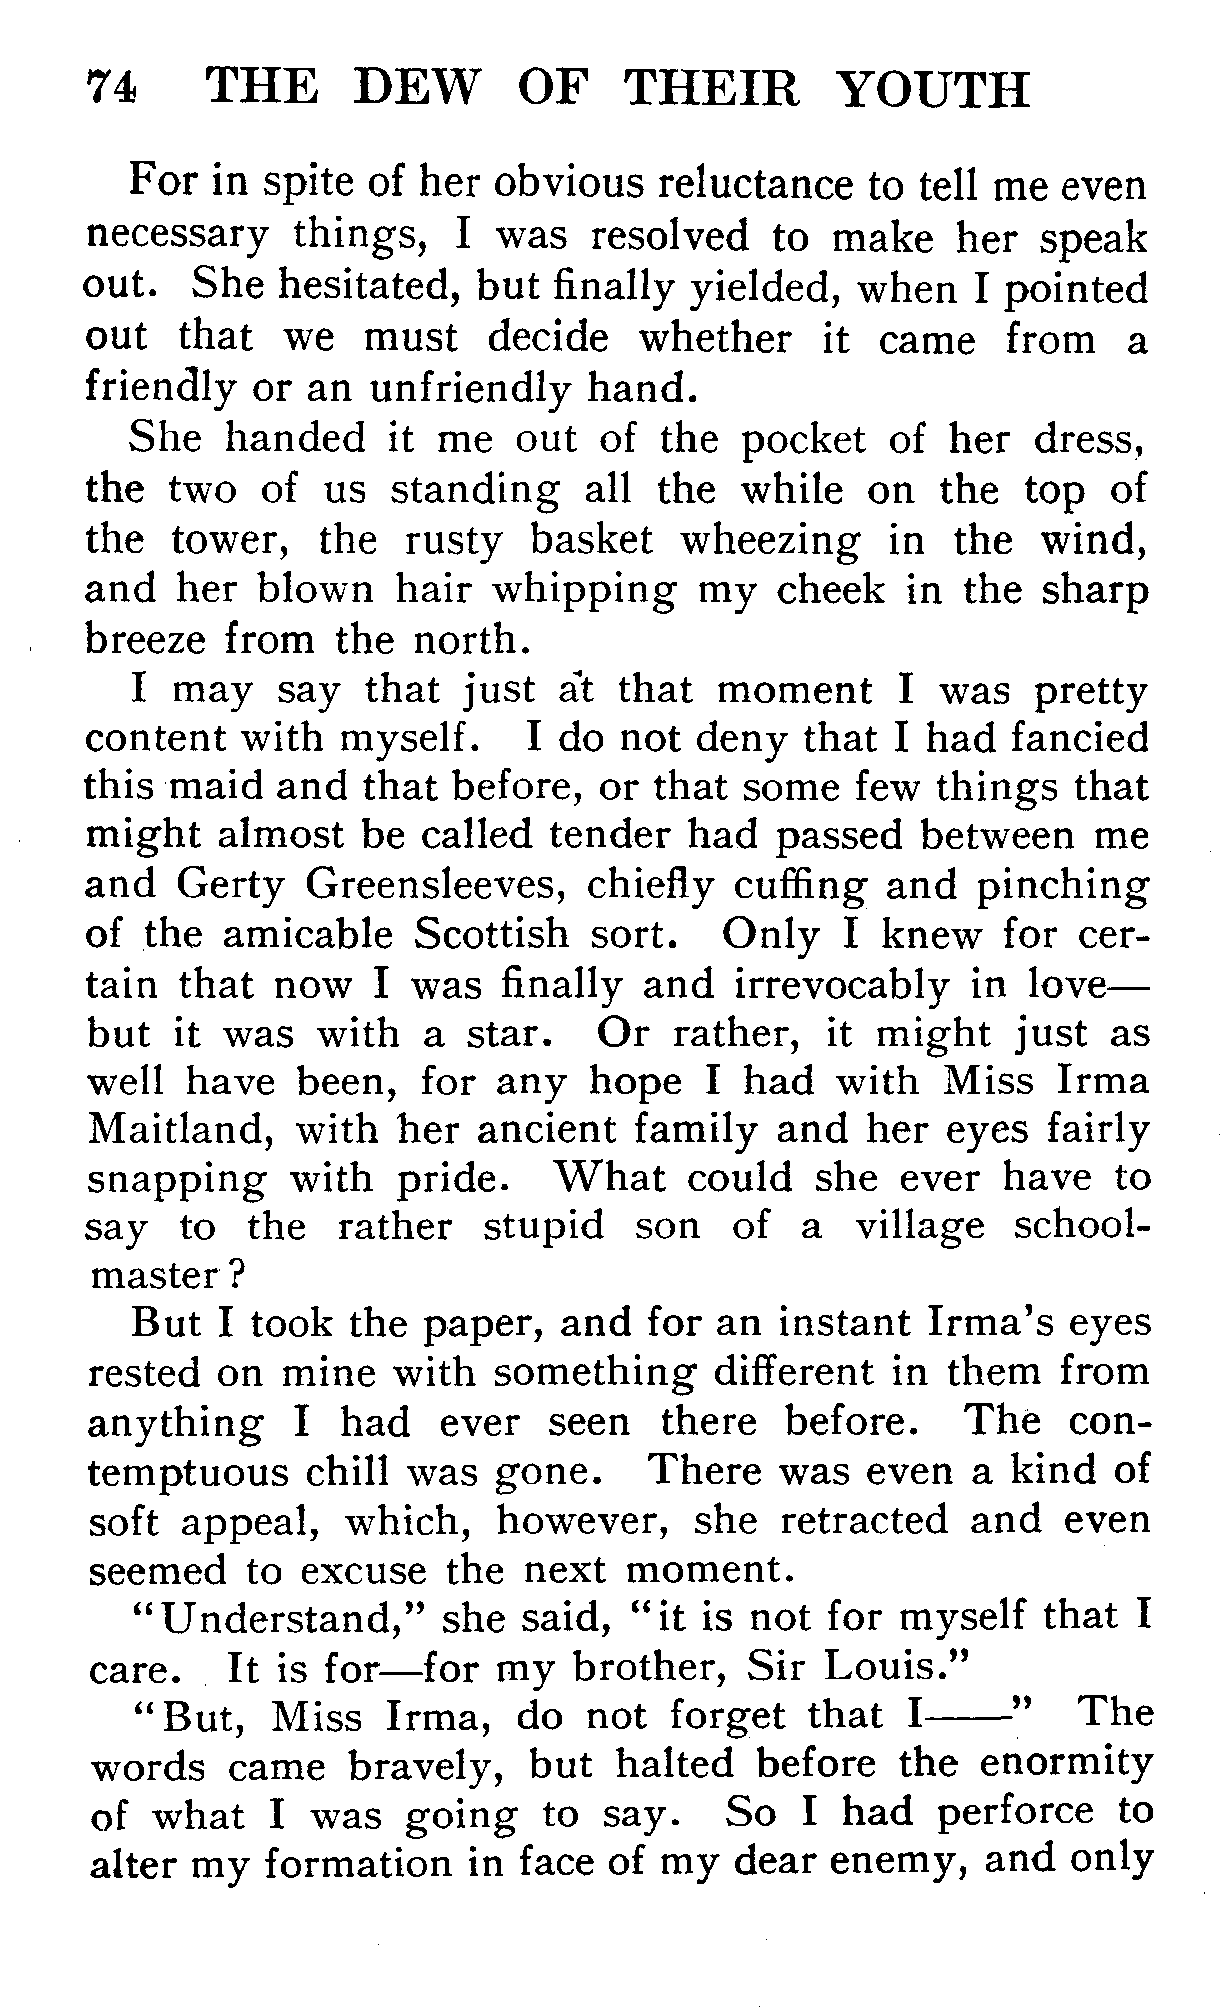 74 THE DEW OF THEIR YOUTH
For in spite of her obvious reluctance to tell me even
necessary things, I was resolved to make her speak
out. She hesitated, but finally yielded, when I pointed
out that we must decide whether it came from a
friendly or an unfriendly hand.
She handed it me out of the pocket of her dress,
the two of us standing all the while on the top of
the tower, the rusty basket wheezing in the wind,
and her blown hair whipping my cheek in the sharp
breeze from the north.
I may say that just at that moment I was pretty
content with myself. I do not deny that I had fancied
this maid and that before, or that some few things that
might almost be called tender had passed between me
and Gerty Greensleeves, chiefly cuffing and pinching
of the amicable Scottish sort. Only I knew for cer-
tain that now I was finally and irrevocably in love—
but it was with a star. Or rather, it might just as
well have been, for any hope I had with Miss Irma
Maitland, with her ancient family and her eyes fairly
snapping with pride. What could she ever have to
say to the rather stupid son of a village school-
master?
But I took the paper, and for an instant Irma's eyes
rested on mine with something different in them from
anything I had ever seen there before. The con-
temptuous chill was gone. There was even a kind of
soft appeal, which, however, she retracted and even
seemed to excuse the next moment.
"Understand," she said, "it is not for myself that I
care. It is for—for my brother, Sir Louis."
"But, Miss Irma, do not forget that I——" The
words came bravely, but halted before the enormity
of what I was going to say. So I had perforce to
alter my formation in face of my dear enemy, and only